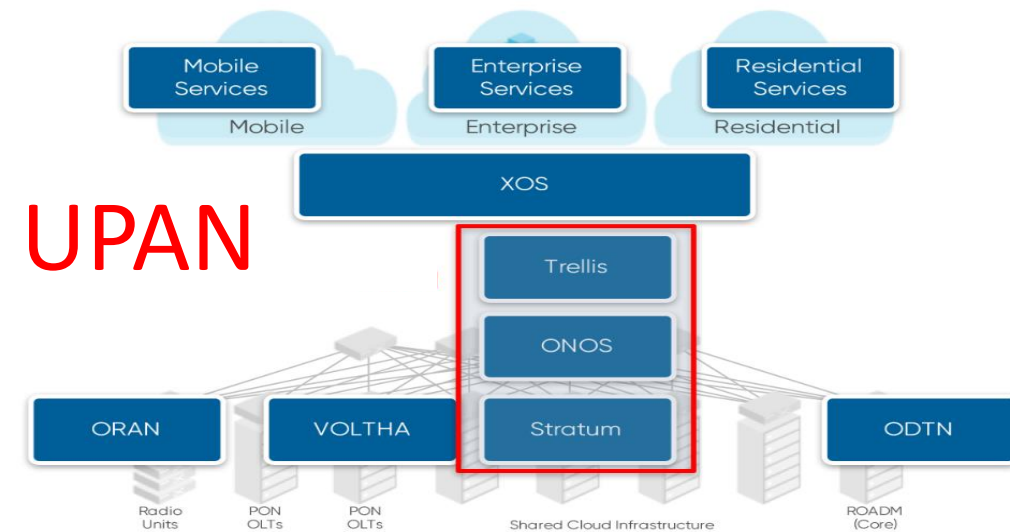 Mobile
Services
Enterprise
Services
Residential
Services
Mobile
Enterprise
Residential
XOS
UPAN
Trellis
ONOS
ORAN
VOLTHA
Stratum
ODTN
Radio
Units
PON
OLTs
PON
OLTs
Shared Cloud Infrastructure
ROADM
(Core)